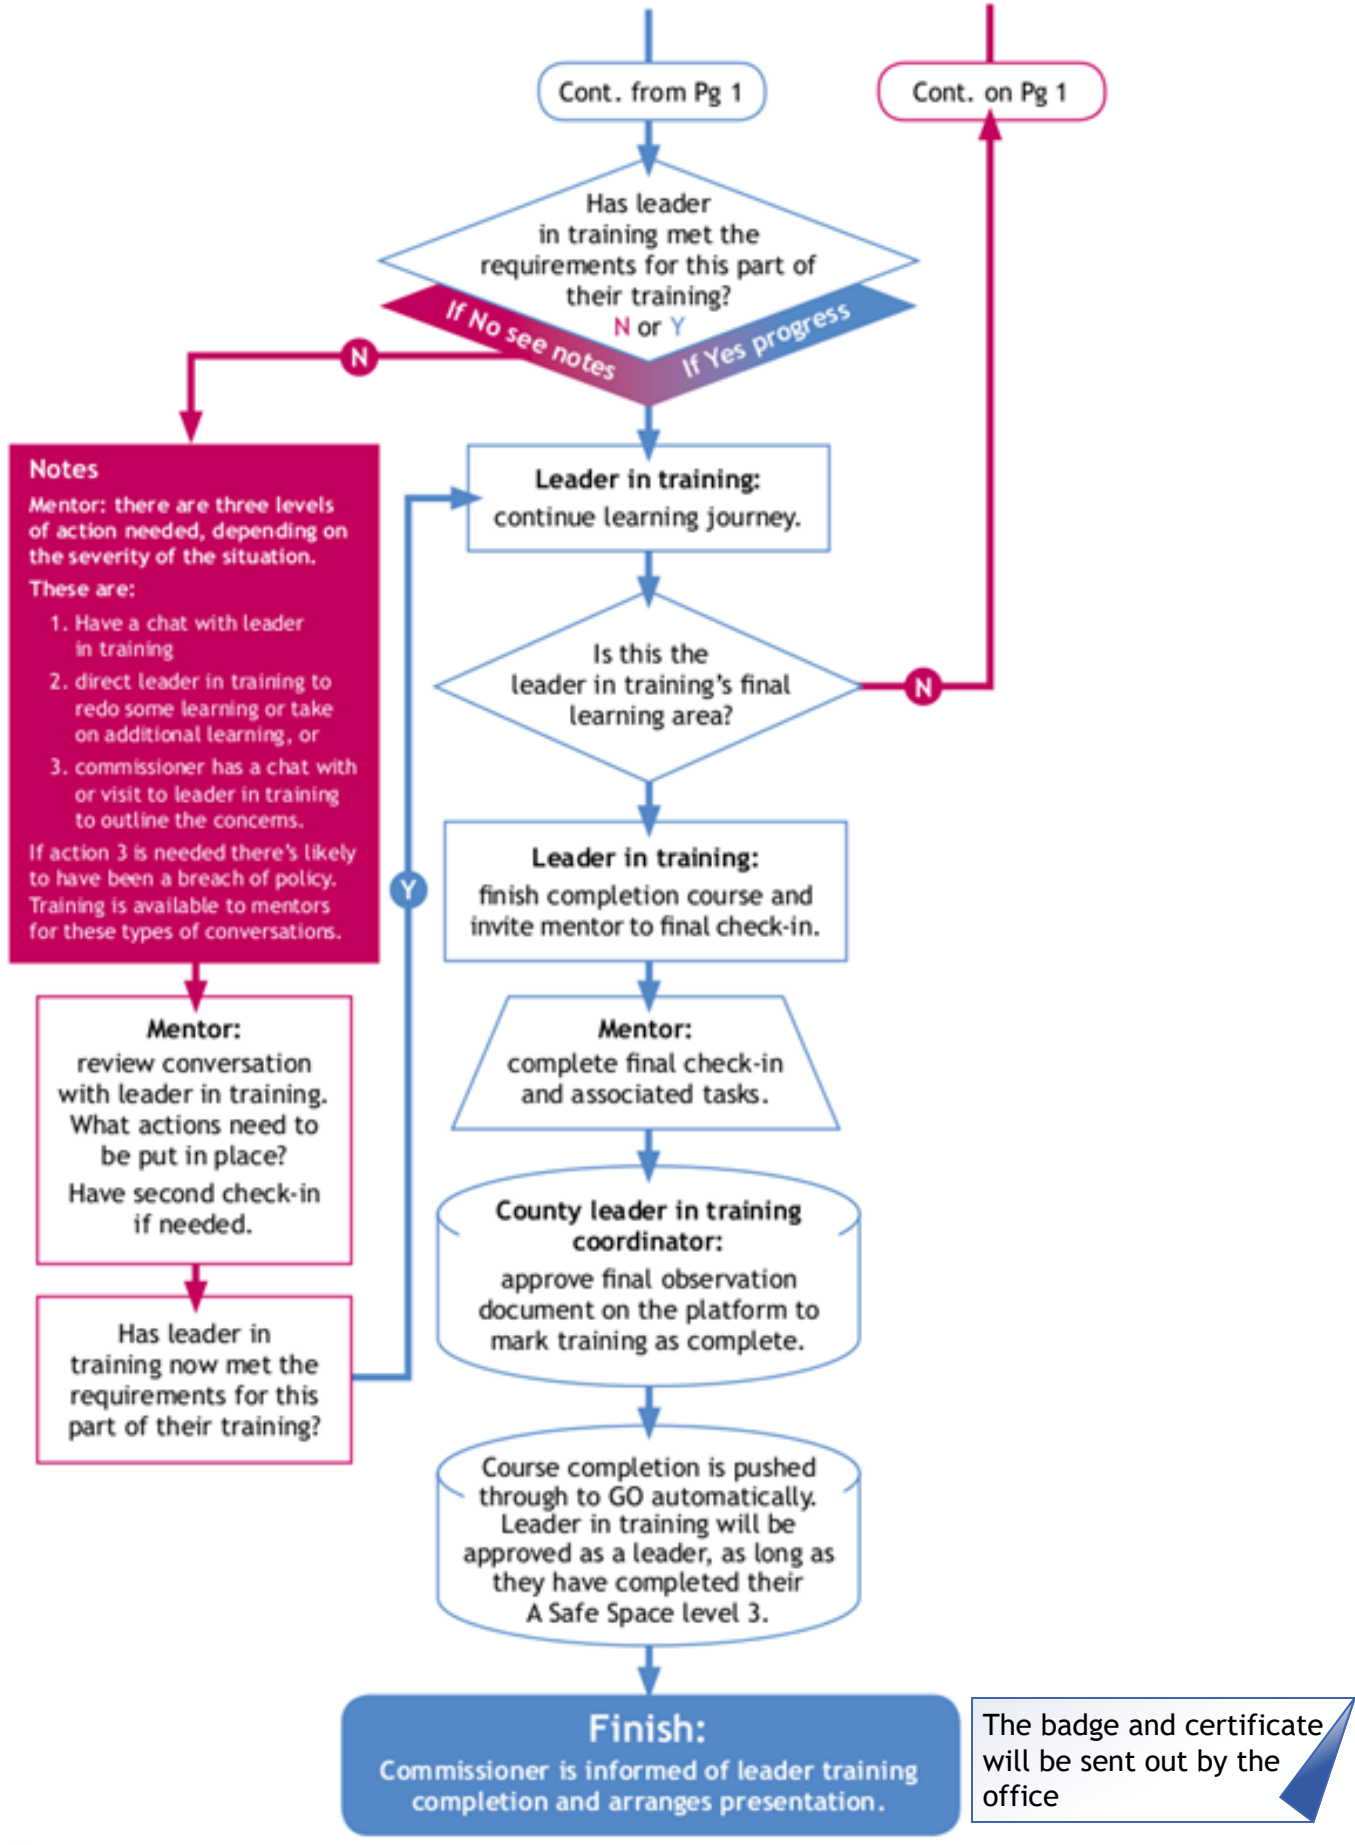 Cont. from Pg 1
Cont. on Pg 1
Has leader
in training met the
requirements for this part of
their training?
N or Y
If No see notes
If Yes progress
N
Notes
Mentor: there are three levels
of action needed, depending on
the severity of the situation.
These are:
1. Have a chat with leader
in training
2. direct leader in training to
redo some learning or take
on additional learning, or
3. commissioner has a chat with
or visit to leader in training
to outline the concerns.
If action 3 is needed there's likely
to have been a breach of policy.
Training is available to mentors
for these types of conversations.
Mentor:
review conversation
with leader in training.
What actions need to
be put in place?
Have second check-in
if needed.
Has leader in
training now met the
requirements for this
part of their training?
Y
Leader in training:
continue learning journey.
Is this the
leader in training's final
learning area?
N
Leader in training:
finish completion course and
invite mentor to final check-in.
Mentor:
complete final check-in
and associated tasks.
County leader in training
coordinator:
approve final observation
document on the platform to
mark training as complete.
Course completion is pushed
through to GO automatically.
Leader in training will be
approved as a leader, as long as
they have completed their
A Safe Space level 3.
Finish:
Commissioner is informed of leader training
completion and arranges presentation.
The badge and certificate
will be sent out by the
office